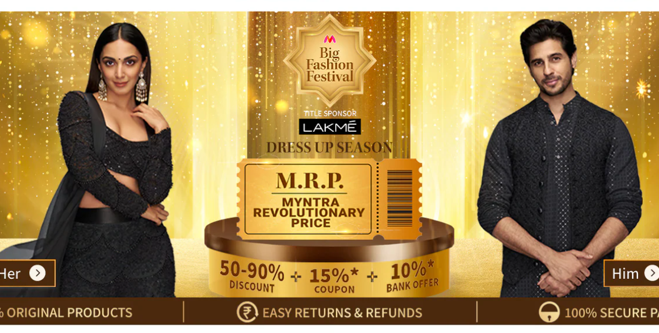 Big
Fashion
Festival
TITLE SPONSOR
LAKMÉ
DRESS UP SEASON
M.R.P.
MYNTRA
REVOLUTIONARY
PRICE
50-90% + 15%* + 10%*
DISCOUNT COUPON BANK OFFER
Her
Him
% ORIGINAL PRODUCTS
EASY RETURNS & REFUNDS
100% SECURE PA